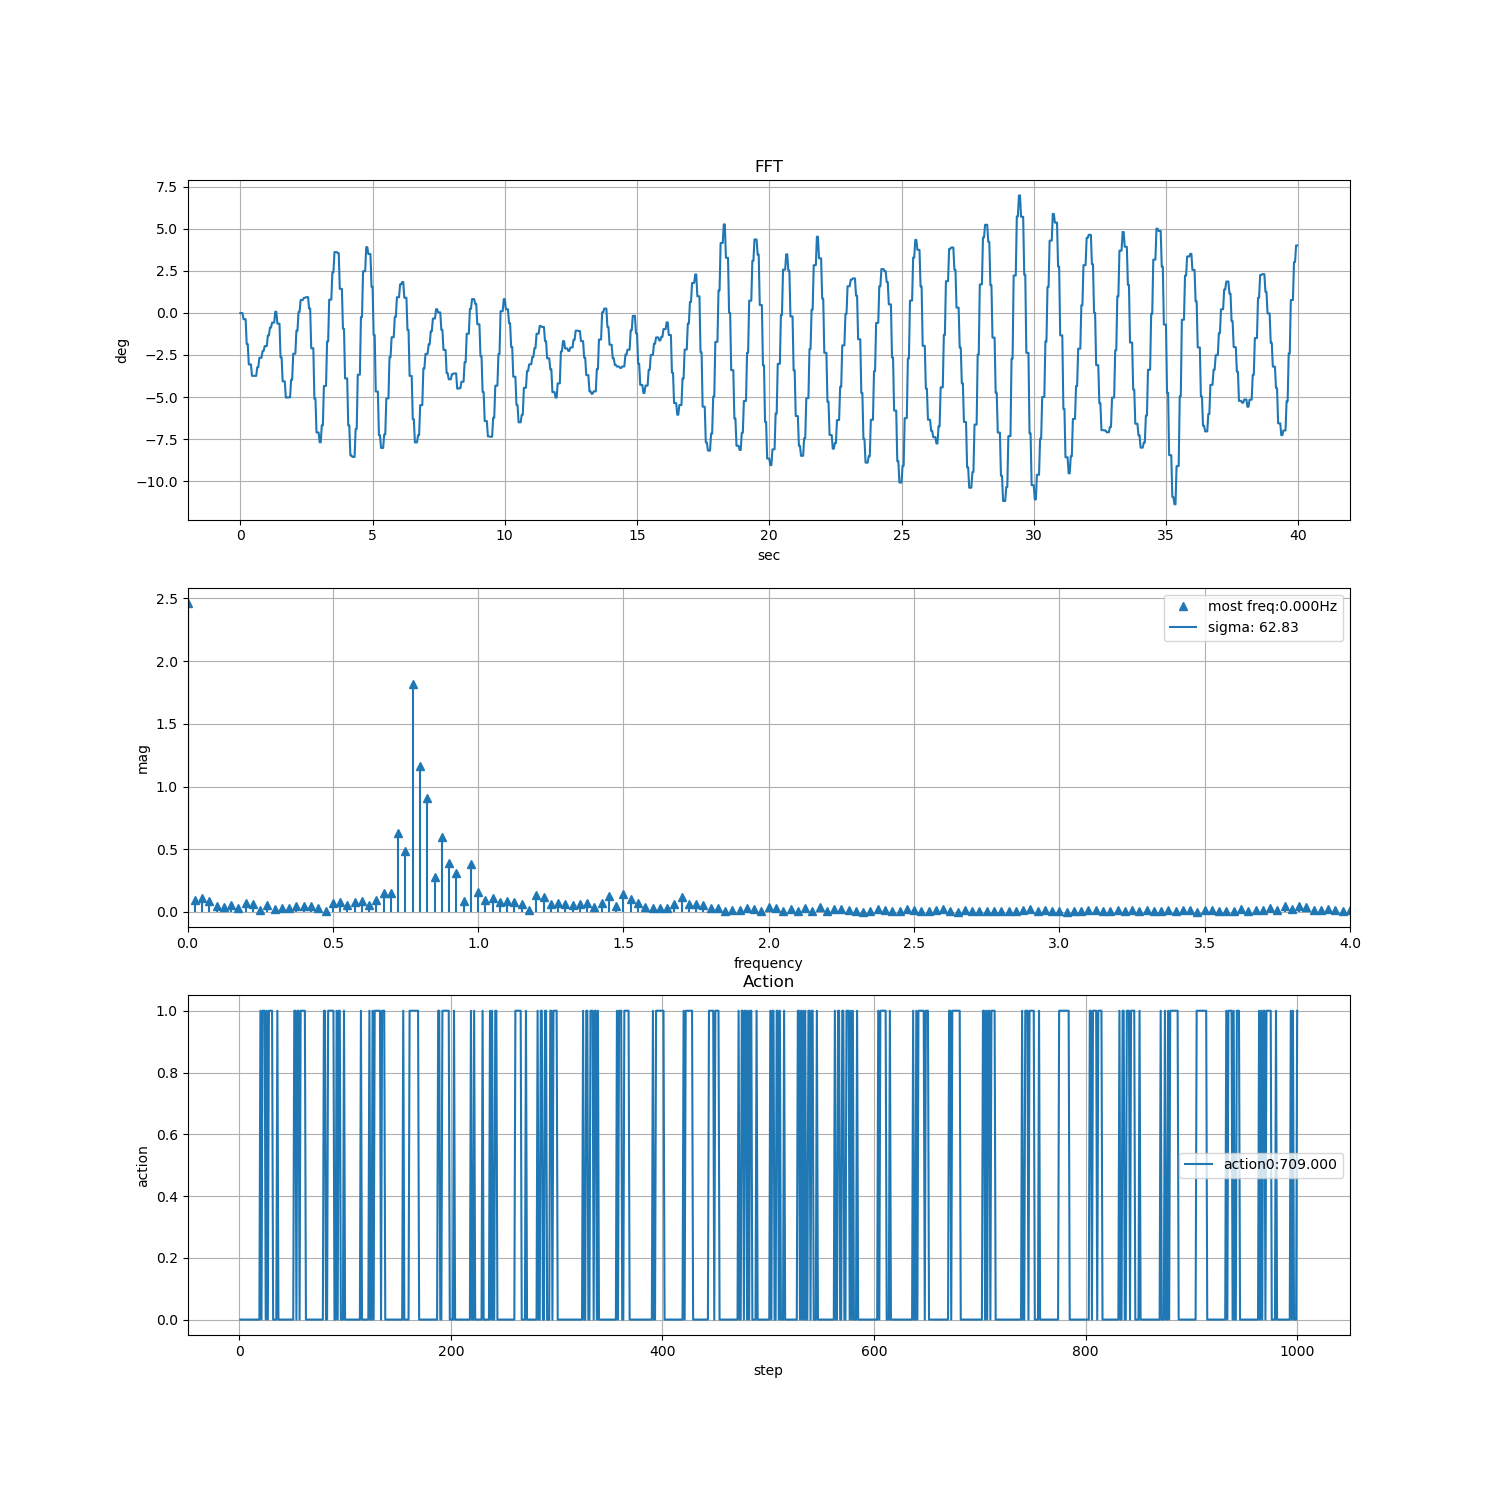 FFT
7.5
5.0
2.5
0.0
−2.5
−5.0
−7.5
−10.0
deg
0 5 10 15 20 25 30 35 40
sec
2.5
2.0
1.5
1.0
0.5
0.0
mag
most freq:0.000Hz
sigma: 62.83
0.0 0.5 1.0 1.5 2.0 2.5 3.0 3.5 4.0
frequency
Action
1.0
0.8
0.6
0.4
0.2
0.0
action
action0:709.000
0 200 400 600 800 1000
step